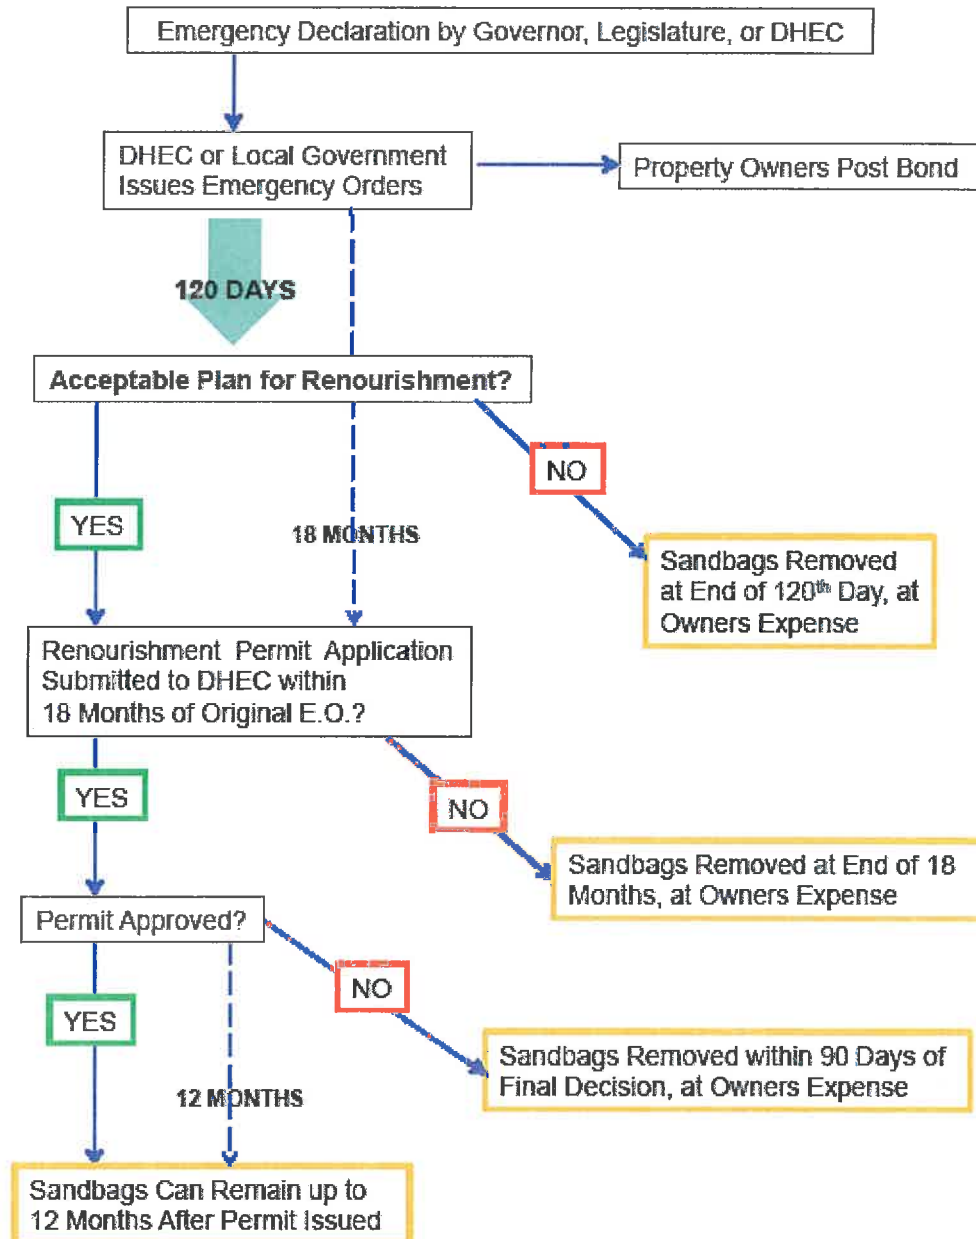 Emergency Declaration by Governor, Legislature, or DHEC
DHEC or Local Government
Issues Emergency Orders
Property Owners Post Bond
120 DAYS
Acceptable Plan for Renourishment?
NO
YES
18 MONTHS
Sandbags Removed
at End of 120th Day, at
Owners Expense
Renourishment Permit Application
Submitted to DHEC within
18 Months of Original E.O.?
YES
NO
Sandbags Removed at End of 18
Months, at Owners Expense
Permit Approved?
NO
YES
Sandbags Removed within 90 Days of
Final Decision, at Owners Expense
12 MONTHS
Sandbags Can Remain up to
12 Months After Permit Issued